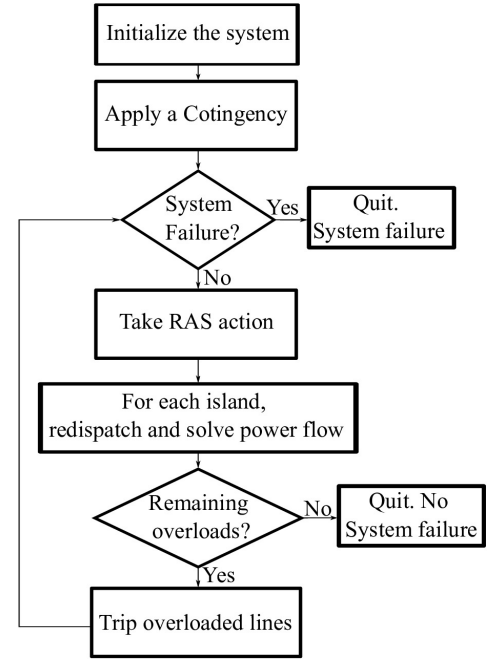 Initialize the system
Apply a Cotingency
System
Failure?
Yes
Quit.
System failure
No
Take RAS action
For each island,
redispatch and solve power flow
Remaining
overloads?
No
Quit. No
System failure
Yes
Trip overloaded lines